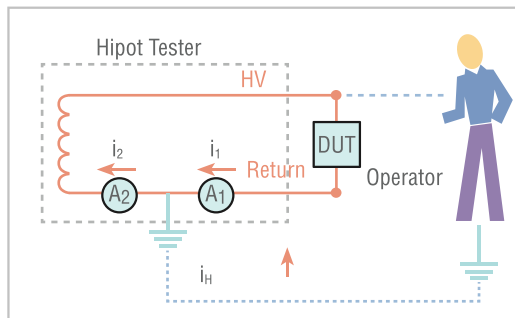 Hipot Tester
HV
i2
i1
DUT
Return
Operator
A2
A1
iH